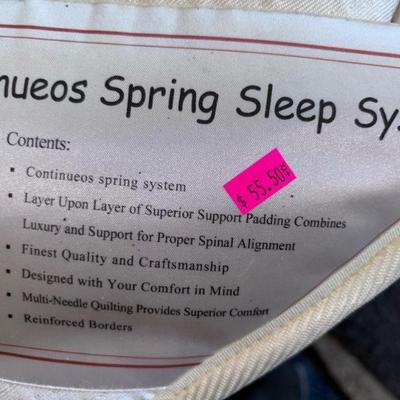 nueos Spring Sleep Sy
Contents:
• Continueos spring system
$ 55.50
• Layer Upon Layer of Superior Support Padding Combines
Luxury and Support for Proper Spinal Alignment
• Finest Quality and Craftsmanship
• Designed with Your Comfort in Mind
• Multi-Needle Quilting Provides Superior Comfort
• Reinforced Borders